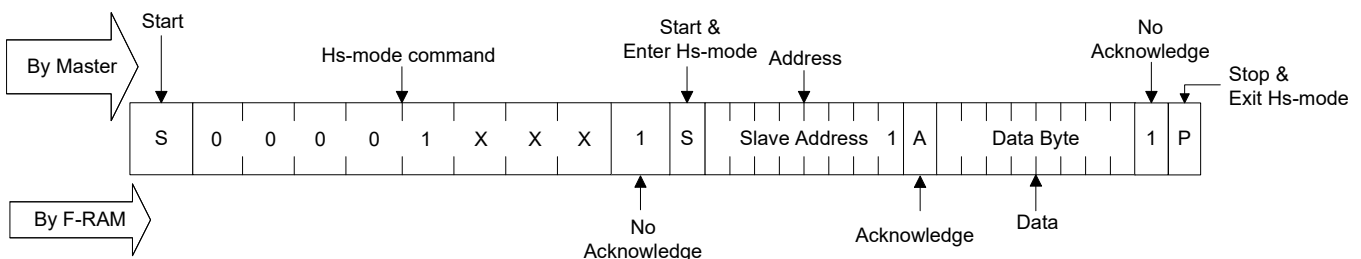 Start
Start &
Enter Hs-mode
No
Acknowledge
By Master
Hs-mode command
Address
Stop &
Exit Hs-mode
S 0 0 0 0 1 X X X 1 S Slave Address 1 A Data Byte 1 P
By F-RAM
No
Acknowledge
Acknowledge
Data